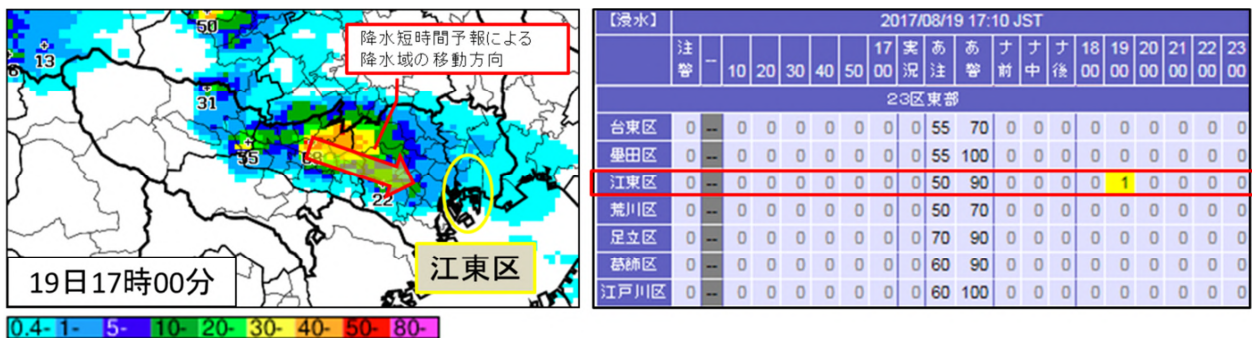 50
13
6
31
35
68
22
降水短時間予報による
降水域の移動方向
江東区
19日17時00分
0.4- 1- 5- 10- 20- 30- 40- 50- 80-
【浸水】 2017/08/19 17:10 JST
注警 -- 10 20 30 40 50 17 00 実況 あ注 あ警 ナ前 ナ中 ナ後 18 00 19 00 20 00 21 00 22 00 23 00
23区東部
台東区 0 -- 0 0 0 0 0 0 0 55 70 0 0 0 0 0 0 0 0 0
墨田区 0 -- 0 0 0 0 0 0 0 55 100 0 0 0 0 0 0 0 0 0
江東区 0 -- 0 0 0 0 0 0 0 50 90 0 0 0 0 1 0 0 0 0
荒川区 0 -- 0 0 0 0 0 0 0 50 70 0 0 0 0 0 0 0 0 0
足立区 0 -- 0 0 0 0 0 0 0 70 90 0 0 0 0 0 0 0 0 0
葛飾区 0 -- 0 0 0 0 0 0 0 60 90 0 0 0 0 0 0 0 0 0
江戸川区 0 -- 0 0 0 0 0 0 0 60 100 0 0 0 0 0 0 0 0 0